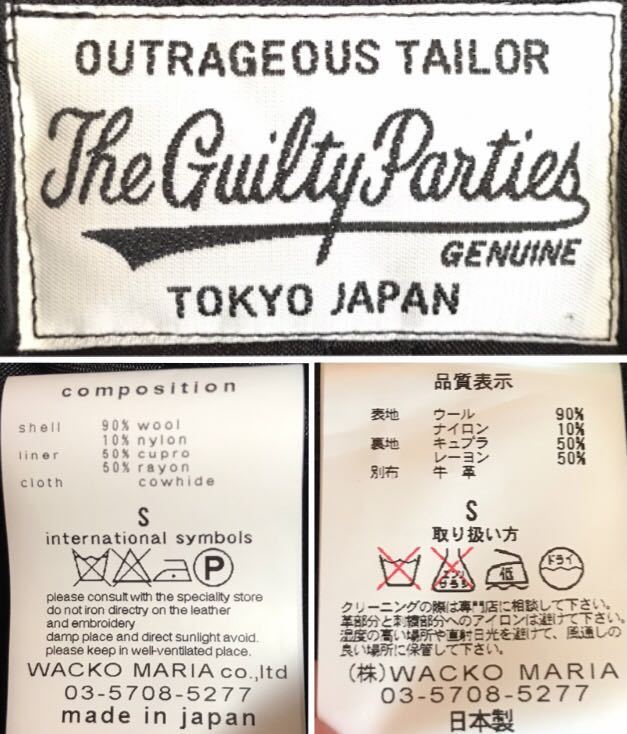 OUTRAGEOUS TAILOR
The Guilty Parties
GENUINE
TOKYO JAPAN
composition
shell 90% wool
10% nylon
liner 50% cupro
50% rayon
cloth cowhide
S
international symbols
P
please consult with the speciality store
do not iron directry on the leather
and embroidery
damp place and direct sunlight avoid.
please keep in well-ventilated place.
WACKO MARIA co.,ltd
03-5708-5277
made in japan
品質表示
表地 ウール 90%
ナイロン 10%
裏地 キュプラ 50%
レーヨン 50%
別布 牛 革
S
取り扱い方
エンソ サラシ 低 ドライ
クリーニングの際は専門店に相談して下さい。
革部分と刺繍部分へのアイロンは避けて下さい。
湿度の高い場所や直射日光を避けて、風通しの
良い場所に保管して下さい。
(株)WACKO MARIA
03-5708-5277
日本製